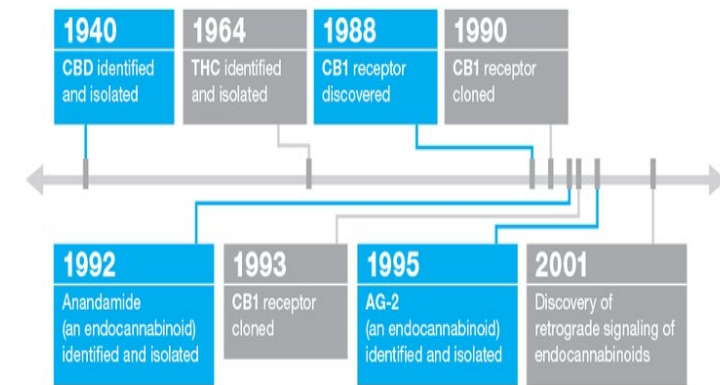 1940
CBD identified
and isolated
1964
THC identified
and isolated
1988
CB1 receptor
discovered
1990
CB1 receptor
cloned
1992
Anandamide
(an endocannabinoid)
identified and isolated
1993
CB1 receptor
cloned
1995
AG-2
(an endocannabinoid)
identified and isolated
2001
Discovery of
retrograde signaling of
endocannabinoids